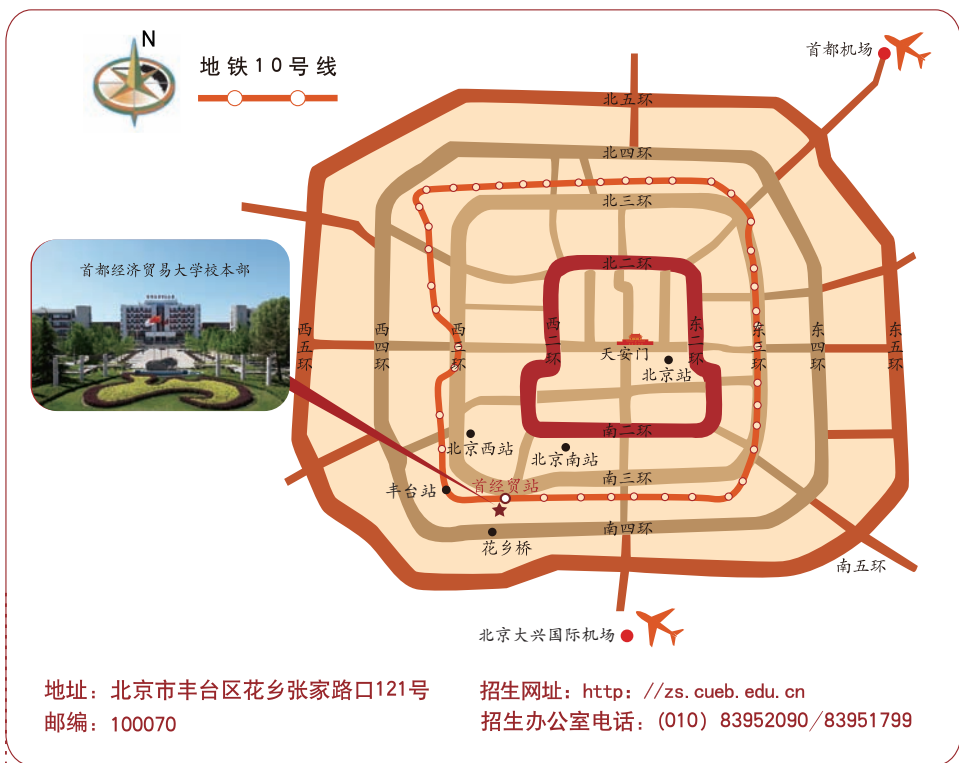 N
地铁10号线
首都机场
北五环
北四环
北三环
北二环
首都经济贸易大学校本部
西五环
西四环
西三环
西二环
东二环
东三环
东四环
东五环
天安门
北京站
南二环
北京西站
北京南站
南三环
丰台站
首经贸站
南四环
花乡桥
南五环
北京大兴国际机场
地址：北京市丰台区花乡张家路口121号
邮编：100070
招生网址：http：//zs.cueb.edu.cn
招生办公室电话：(010）83952090/83951799